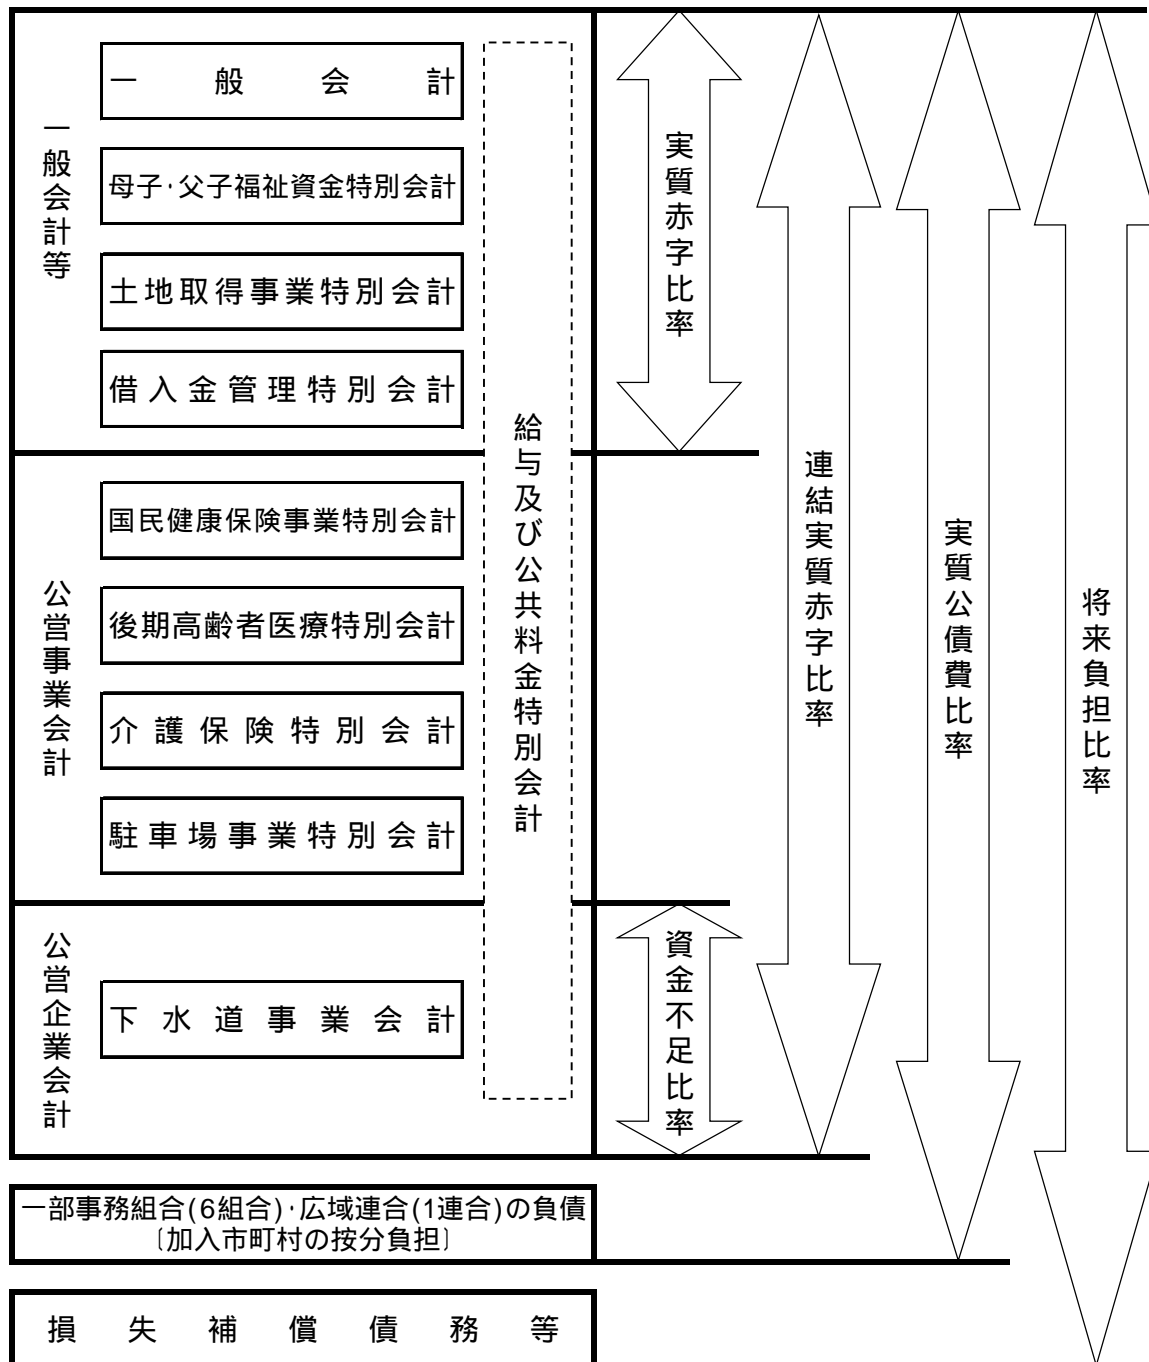 一般会計等
一般会計
母子・父子福祉資金特別会計
土地取得事業特別会計
借入金管理特別会計
公営事業会計
国民健康保険事業特別会計
後期高齢者医療特別会計
介護保険特別会計
駐車場事業特別会計
公営企業会計
下水道事業会計
給与及び公共料金特別会計
実質赤字比率
資金不足比率
連結実質赤字比率
実質公債費比率
将来負担比率
一部事務組合(6組合)・広域連合(1連合)の負債
〔加入市町村の按分負担〕
損失補償債務等